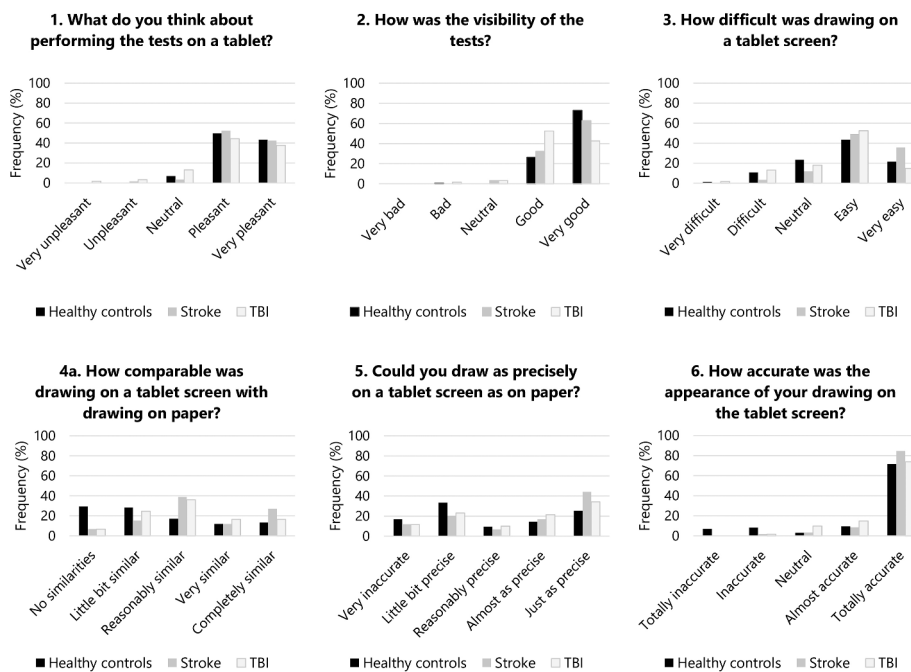 1. What do you think about
performing the tests on a tablet?
Frequency (%)
100
80
60
40
20
0
Very unpleasant
Unpleasant
Neutral
Pleasant
Very pleasant
Healthy controls Stroke TBI
2. How was the visibility of the
tests?
Frequency (%)
100
80
60
40
20
0
Very bad
Bad
Neutral
Good
Very good
Healthy controls Stroke TBI
3. How difficult was drawing on
a tablet screen?
Frequency (%)
100
80
60
40
20
0
Very difficult
Difficult
Neutral
Easy
Very easy
Healthy controls Stroke TBI
4a. How comparable was
drawing on a tablet screen with
drawing on paper?
Frequency (%)
100
80
60
40
20
0
No similarities
Little bit similar
Reasonably similar
Very similar
Completely similar
Healthy controls Stroke TBI
5. Could you draw as precisely
on a tablet screen as on paper?
Frequency (%)
100
80
60
40
20
0
Very inaccurate
Little bit precise
Reasonably precise
Almost as precise
Just as precise
Healthy controls Stroke TBI
6. How accurate was the
appearance of your drawing on
the tablet screen?
Frequency (%)
100
80
60
40
20
0
Totally inaccurate
Inaccurate
Neutral
Almost accurate
Totally accurate
Healthy controls Stroke TBI